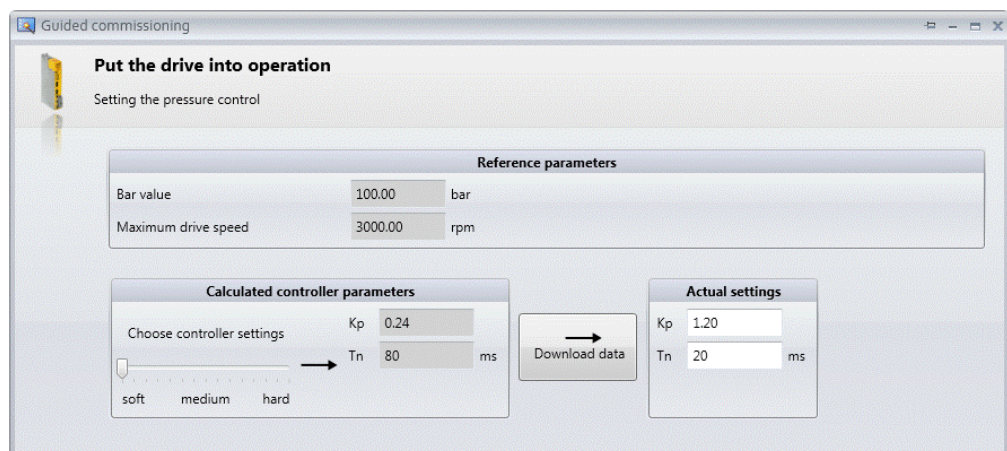 Guided commissioning
Put the drive into operation
Setting the pressure control
Reference parameters
Bar value 100.00 bar
Maximum drive speed 3000.00 rpm
Calculated controller parameters
Choose controller settings
Kp 0.24
Tn 80 ms
soft medium hard
Download data
Actual settings
Kp 1.20
Tn 20 ms